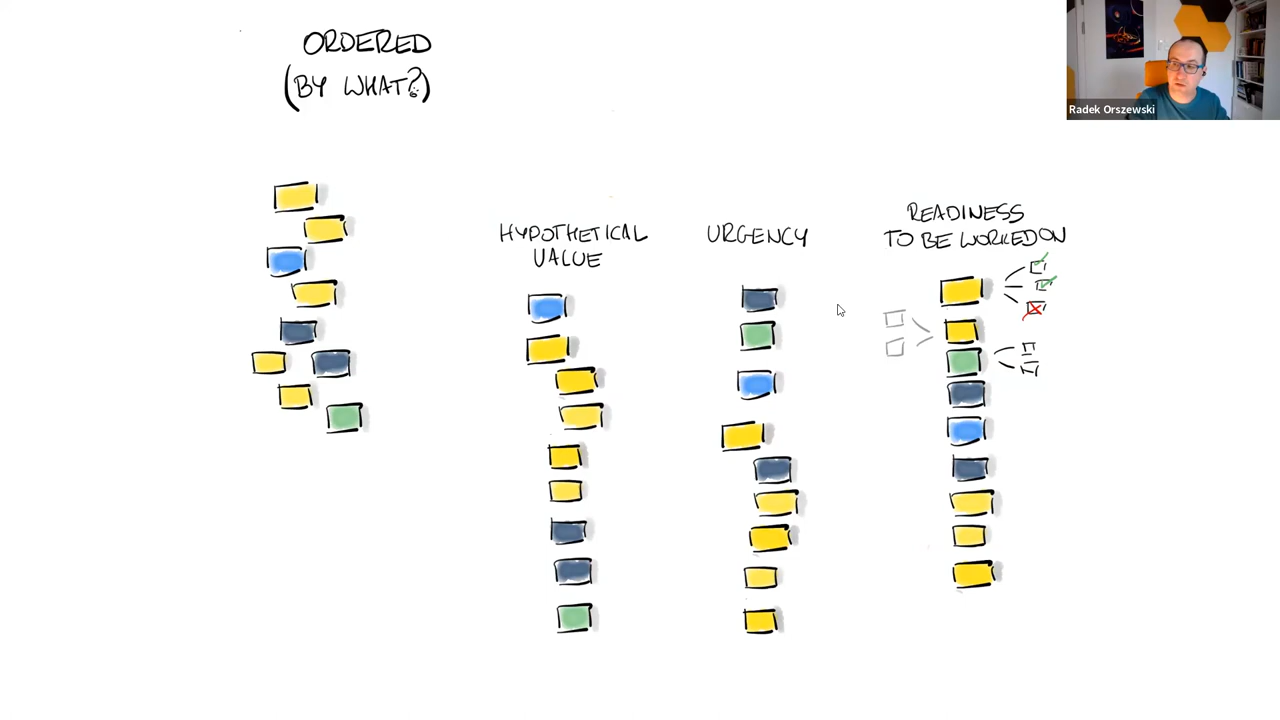 ORDERED
(BY WHAT?)
Radek Orszewski
HYPOTHETICAL
VALUE
URGENCY
READINESS
TO BE WORKED ON